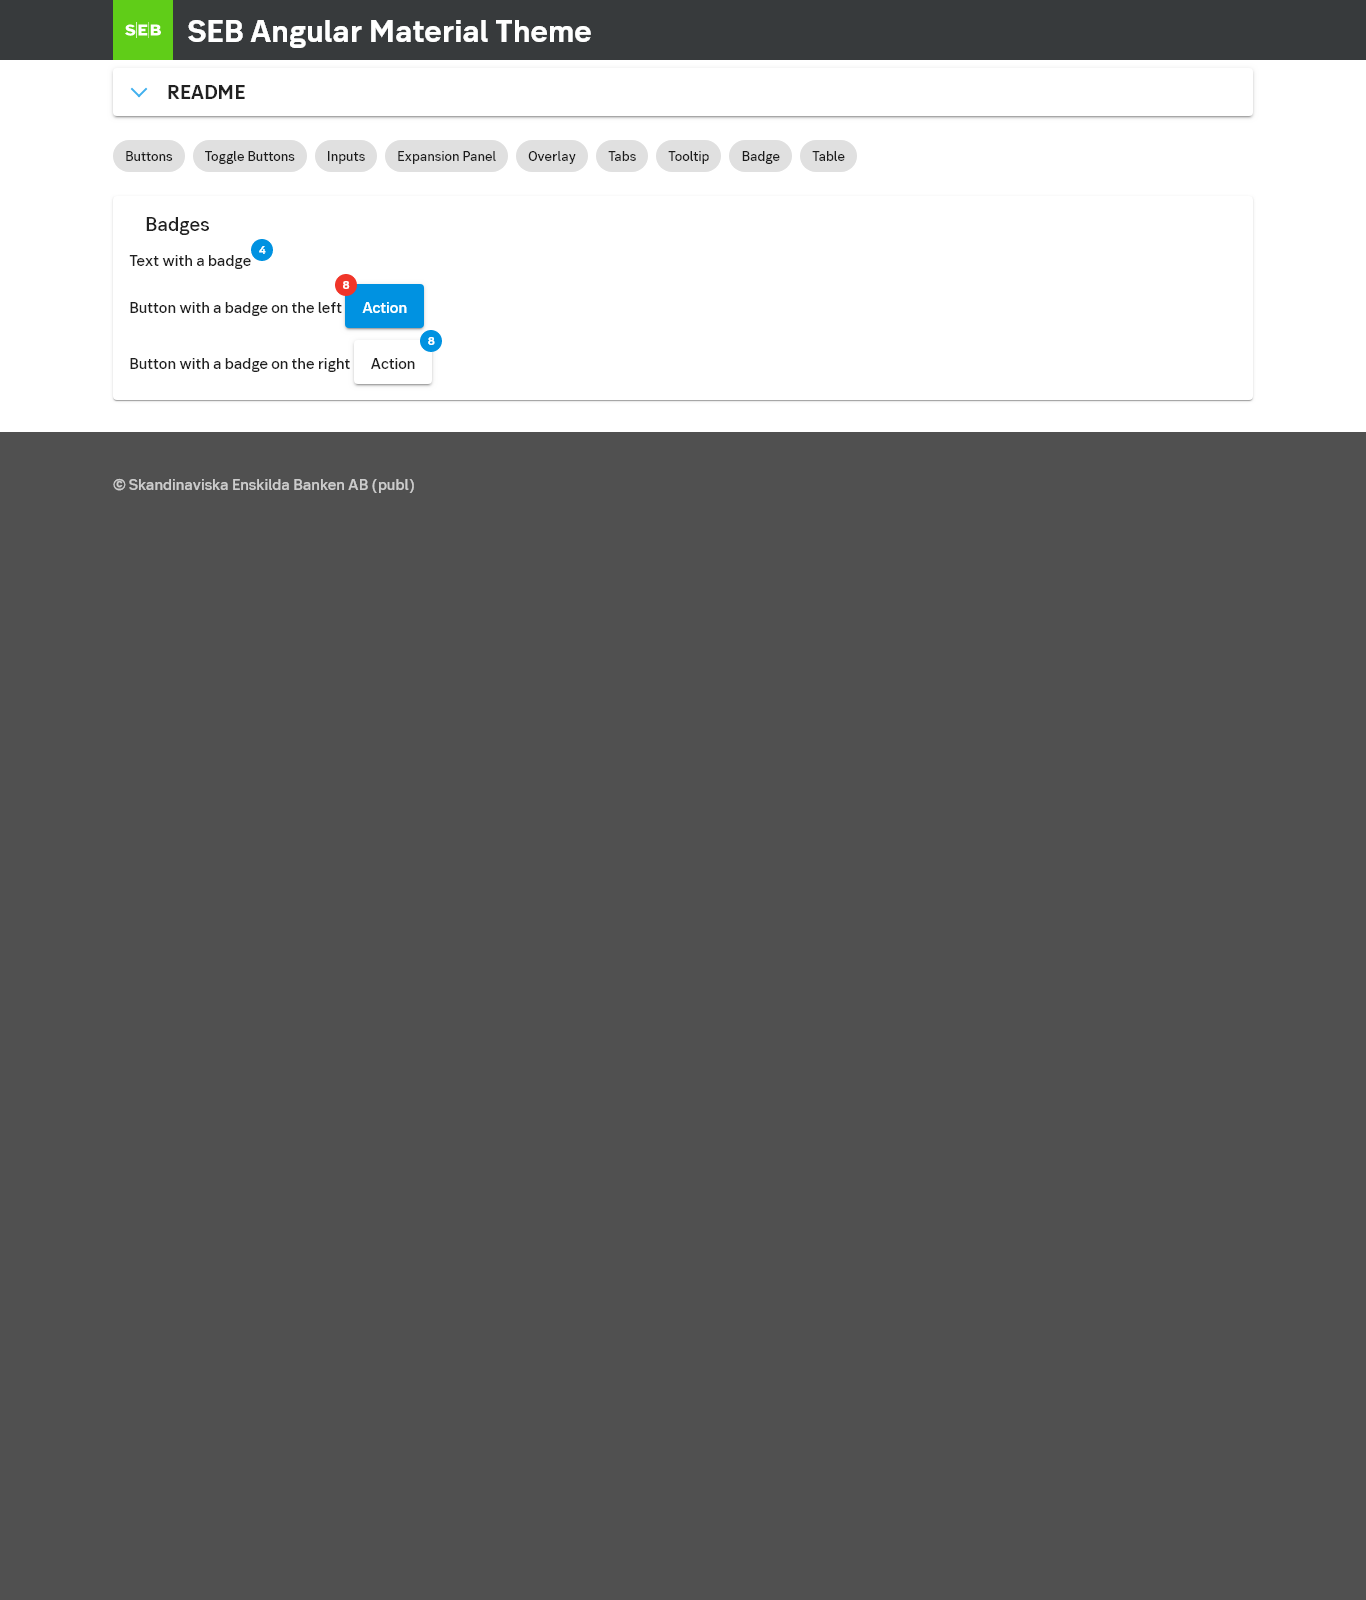 SEB SEB Angular Material Theme
README
Buttons Toggle Buttons Inputs Expansion Panel Overlay Tabs Tooltip Badge Table
Badges
Text with a badge 4
Button with a badge on the left 8 Action
Button with a badge on the right Action 8
© Skandinaviska Enskilda Banken AB (publ)